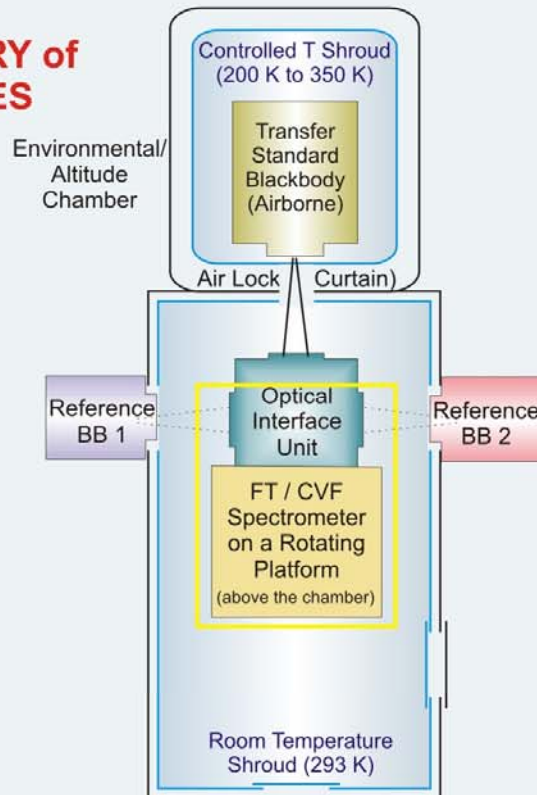 RY of
ES
Controlled T Shroud
(200 K to 350 K)
Transfer
Standard
Blackbody
(Airborne)
Environmental/
Altitude
Chamber
Air Lock Curtain)
Reference
BB 1
Optical
Interface
Unit
Reference
BB 2
FT / CVF
Spectrometer
on a Rotating
Platform
(above the chamber)
Room Temperature
Shroud (293 K)